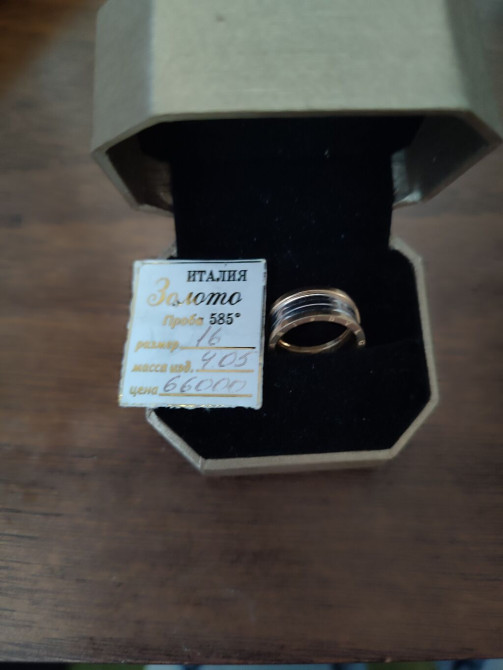 ИТАЛИЯ
Золото
Проба 585°
размер 16
масса изд. 4.05
цена 66000